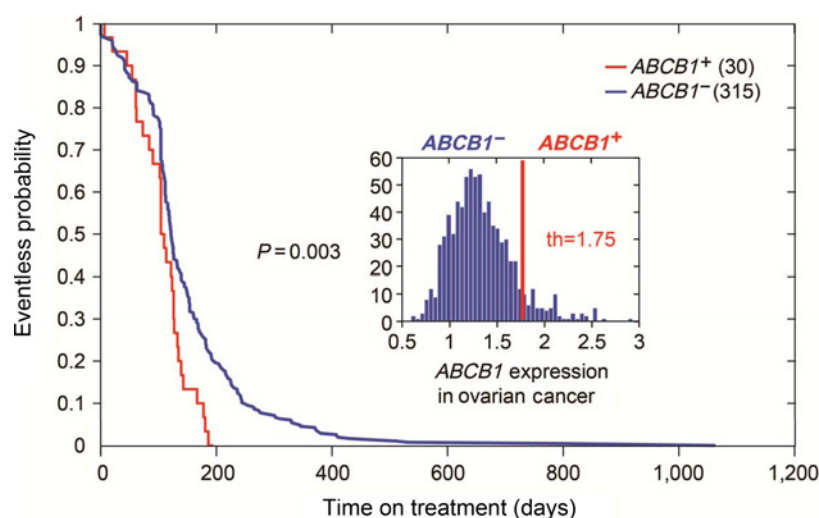 1
0.9
0.8
0.7
0.6
0.5
0.4
0.3
0.2
0.1
0
Eventless probability
0 200 400 600 800 1,000 1,200
Time on treatment (days)
ABCB1+ (30)
ABCB1− (315)
P = 0.003
ABCB1− ABCB1+
60
50
40
30
20
10
0
th=1.75
0.5 1 1.5 2 2.5 3
ABCB1 expression
in ovarian cancer